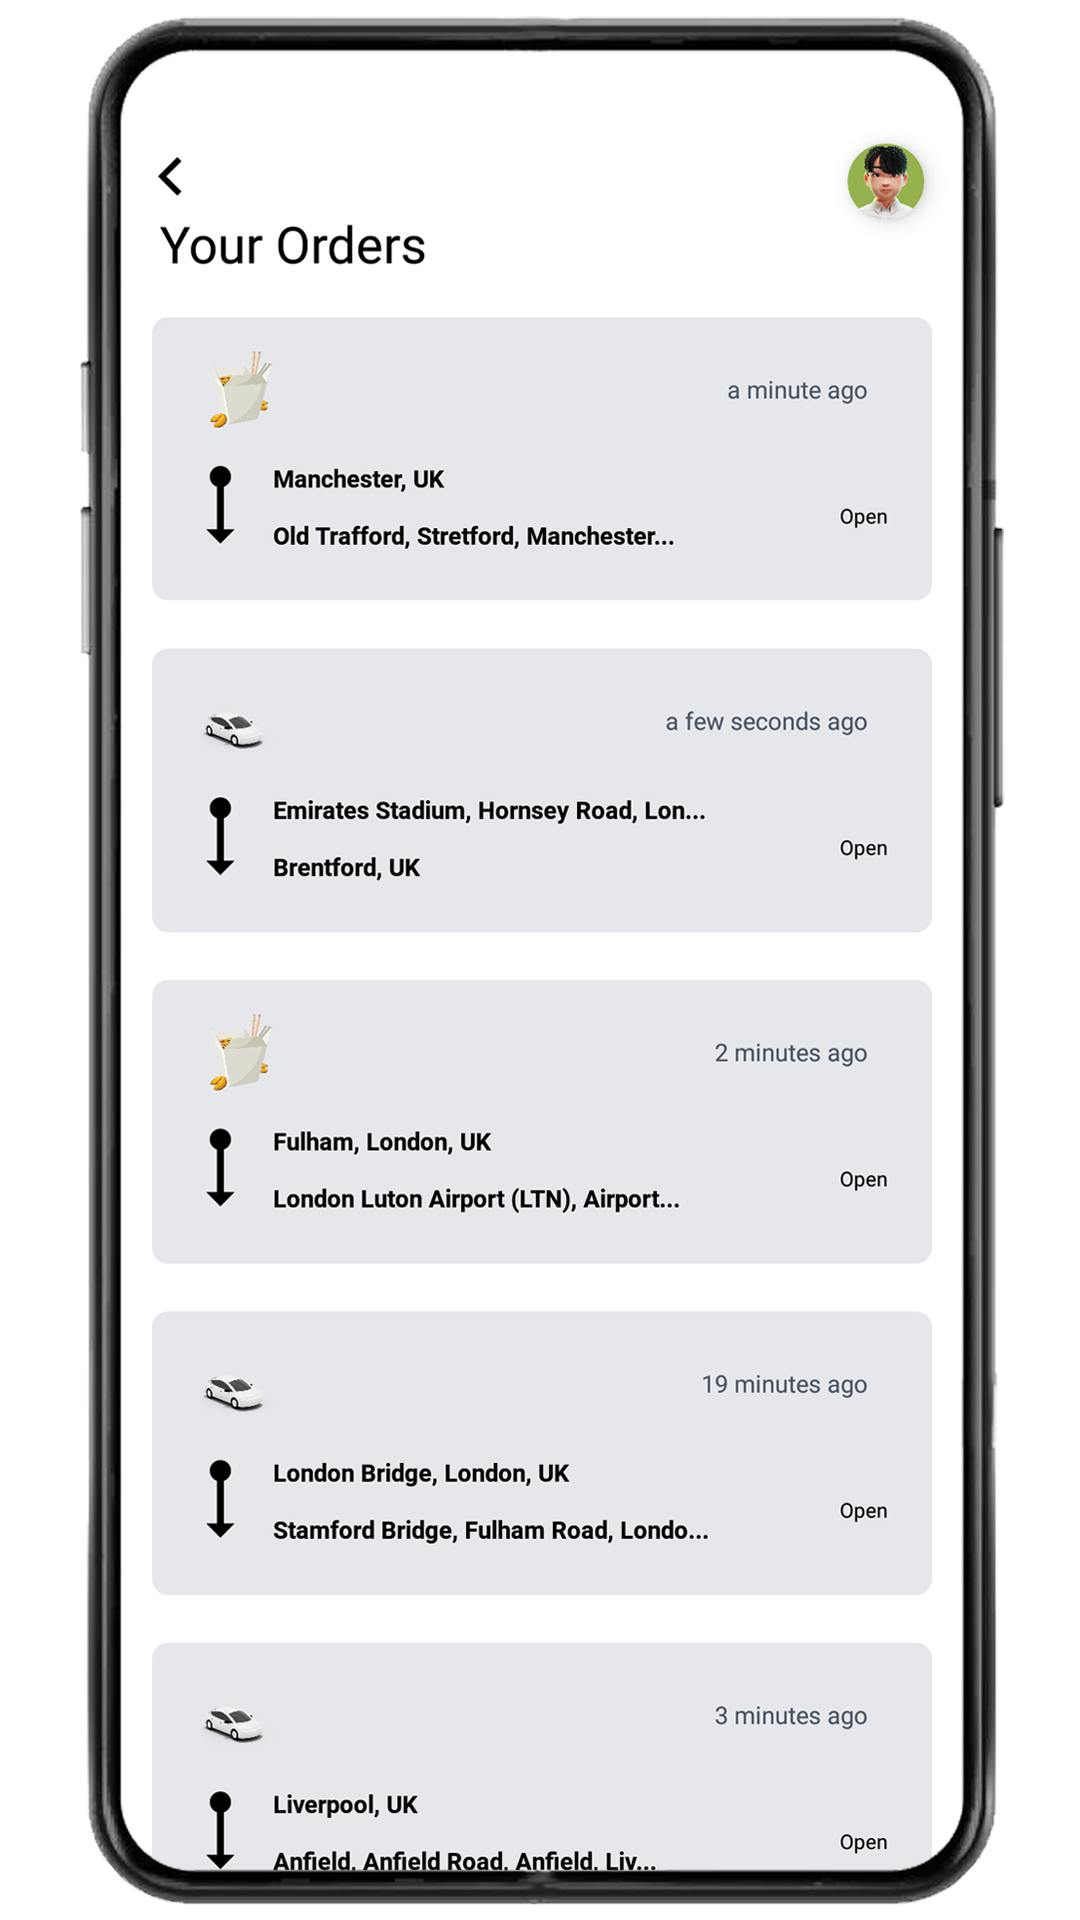 Your Orders
a minute ago
Manchester, UK
Old Trafford, Stretford, Manchester...
Open
a few seconds ago
Emirates Stadium, Hornsey Road, Lon...
Brentford, UK
Open
2 minutes ago
Fulham, London, UK
London Luton Airport (LTN), Airport...
Open
19 minutes ago
London Bridge, London, UK
Stamford Bridge, Fulham Road, Londo...
Open
3 minutes ago
Liverpool, UK
Anfield, Anfield Road, Anfield, Liv...
Open